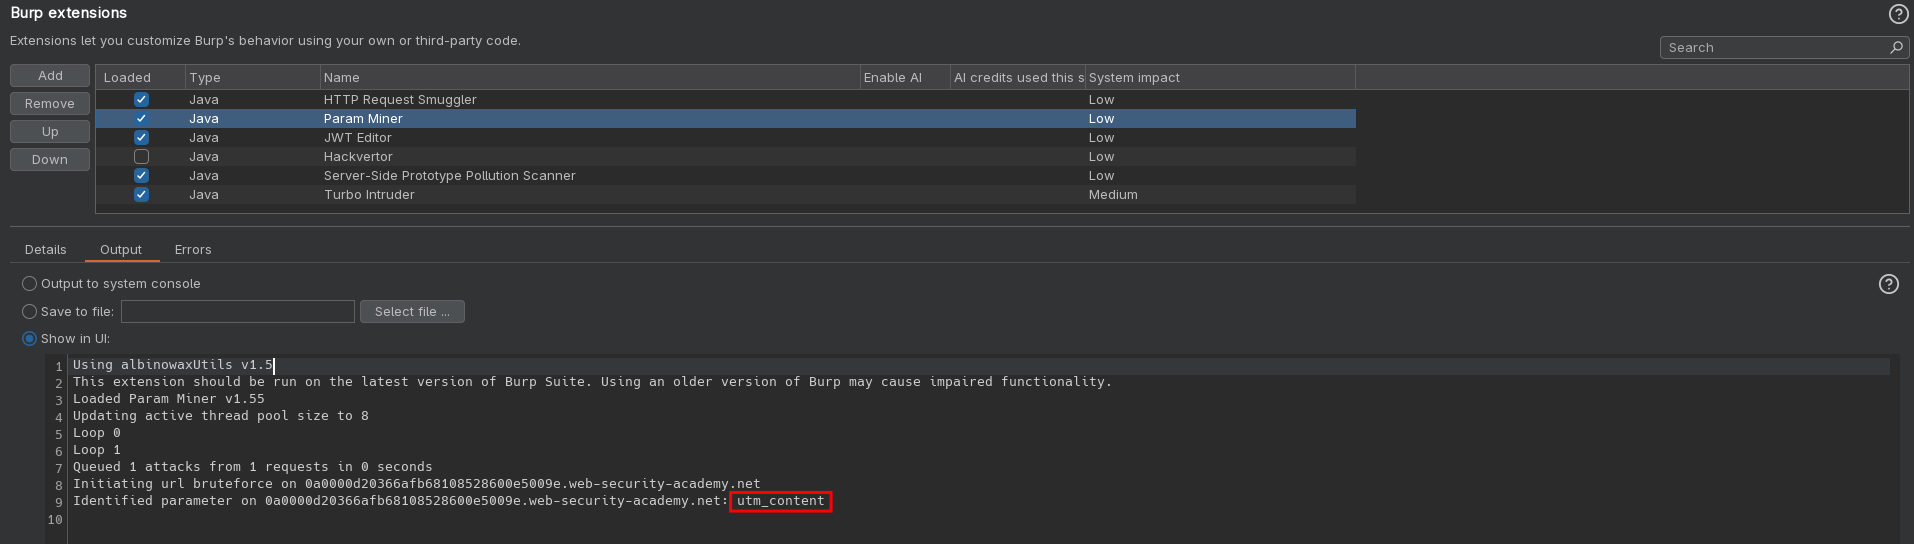 Burp extensions
Extensions let you customize Burp's behavior using your own or third-party code.
Search
Add
Remove
Up
Down
Loaded Type Name Enable AI AI credits used this s System impact
Java HTTP Request Smuggler Low
Java Param Miner Low
Java JWT Editor Low
Java Hackvertor Low
Java Server-Side Prototype Pollution Scanner Low
Java Turbo Intruder Medium
Details Output Errors
Output to system console
Save to file: Select file ...
Show in UI:
1 Using albinowaxUtils v1.5
2 This extension should be run on the latest version of Burp Suite. Using an older version of Burp may cause impaired functionality.
3 Loaded Param Miner v1.55
4 Updating active thread pool size to 8
5 Loop 0
6 Loop 1
7 Queued 1 attacks from 1 requests in 0 seconds
8 Initiating url bruteforce on 0a0000d20366afb68108528600e5009e.web-security-academy.net
9 Identified parameter on 0a0000d20366afb68108528600e5009e.web-security-academy.net: utm_content
10